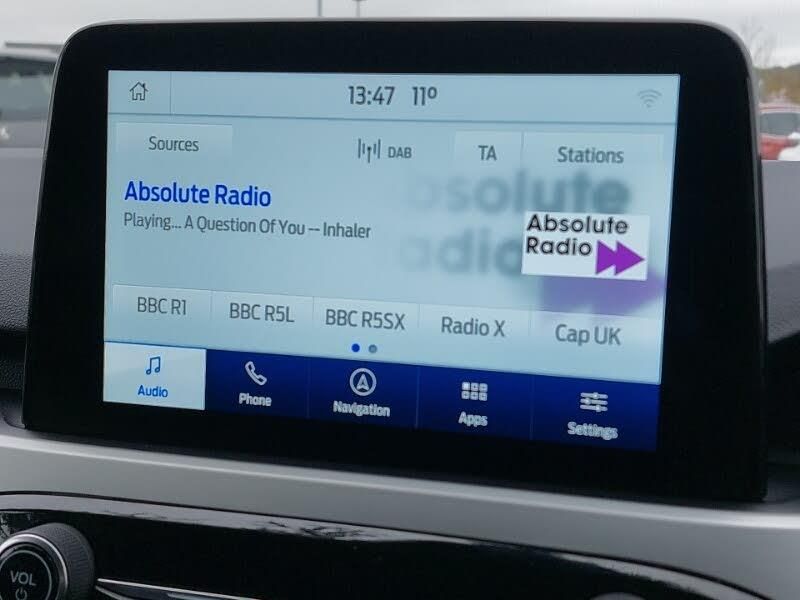 13:47 11°
Sources
DAB
TA
Stations
Absolute Radio
Playing... A Question Of You -- Inhaler
Absolute
Radio
BBC R1
BBC R5L
BBC R5SX
Radio X
Cap UK
Audio
Phone
Navigation
Apps
Settings
VOL